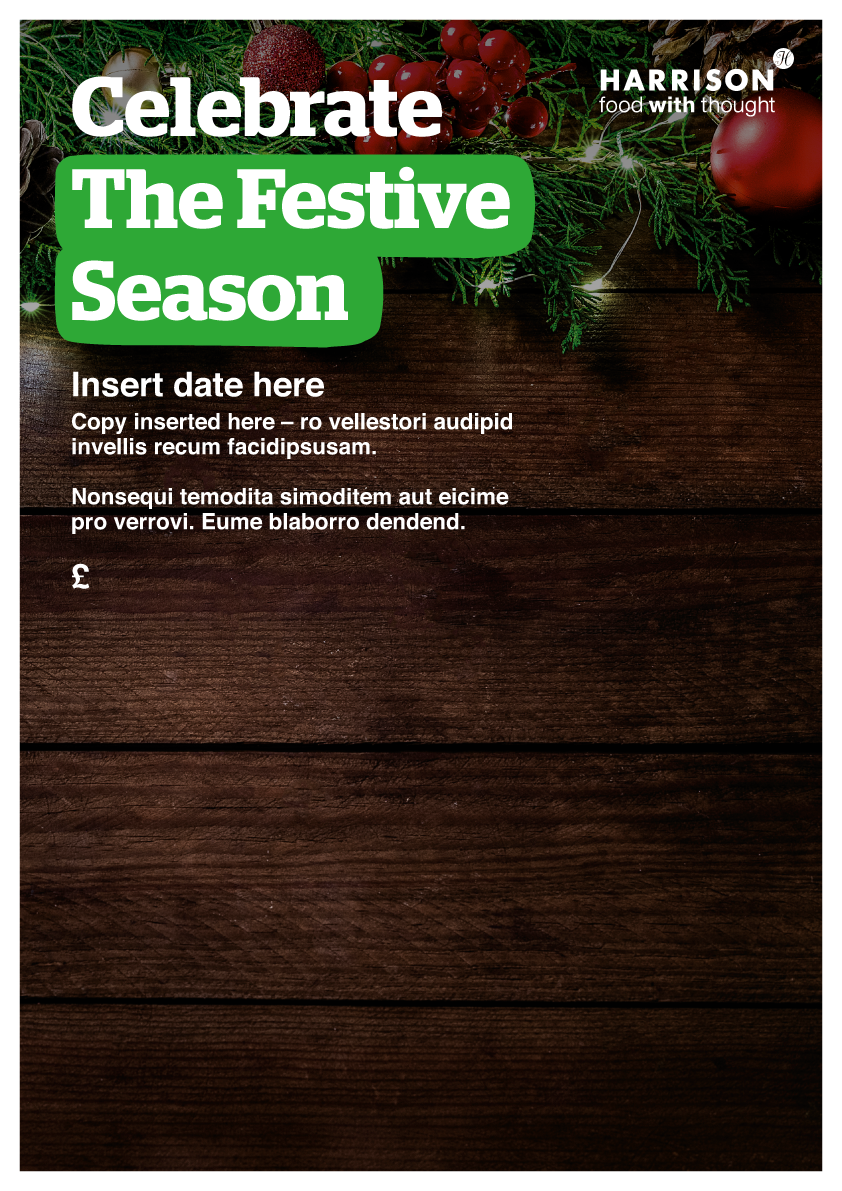 Celebrate
The Festive
Season
H
HARRISON
food with thought
Insert date here
Copy inserted here – ro vellestori audipid
invellis recum facidipsusam.
Nonsequi temodita simoditem aut eicime
pro verrovi. Eume blaborro dendend.
£